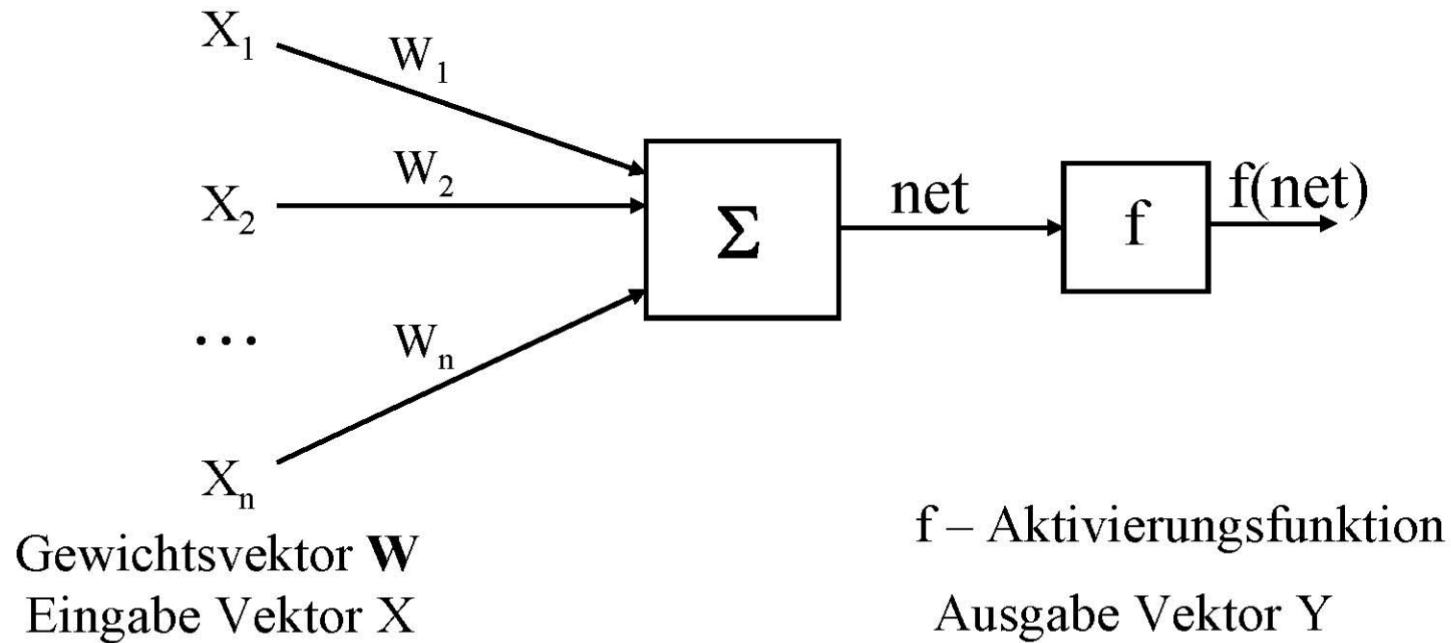 X₁
W₁
X₂
W₂
Σ
net
f
f(net)
...
Wₙ
Xₙ
Gewichtsvektor W
Eingabe Vektor X
f – Aktivierungsfunktion
Ausgabe Vektor Y